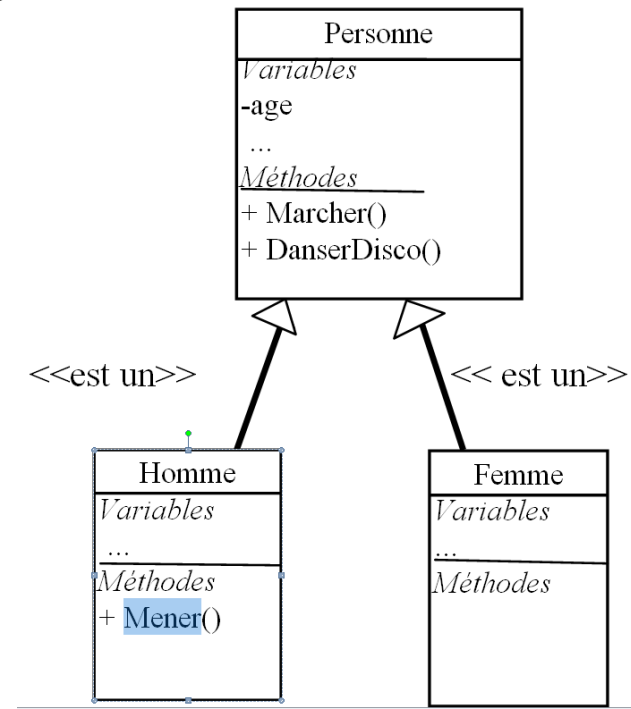 Personne
Variables
-age
...
Méthodes
+ Marcher()
+ DanserDisco()
<<est un>>
<< est un>>
Homme
Variables
...
Méthodes
+ Mener()
Femme
Variables
...
Méthodes